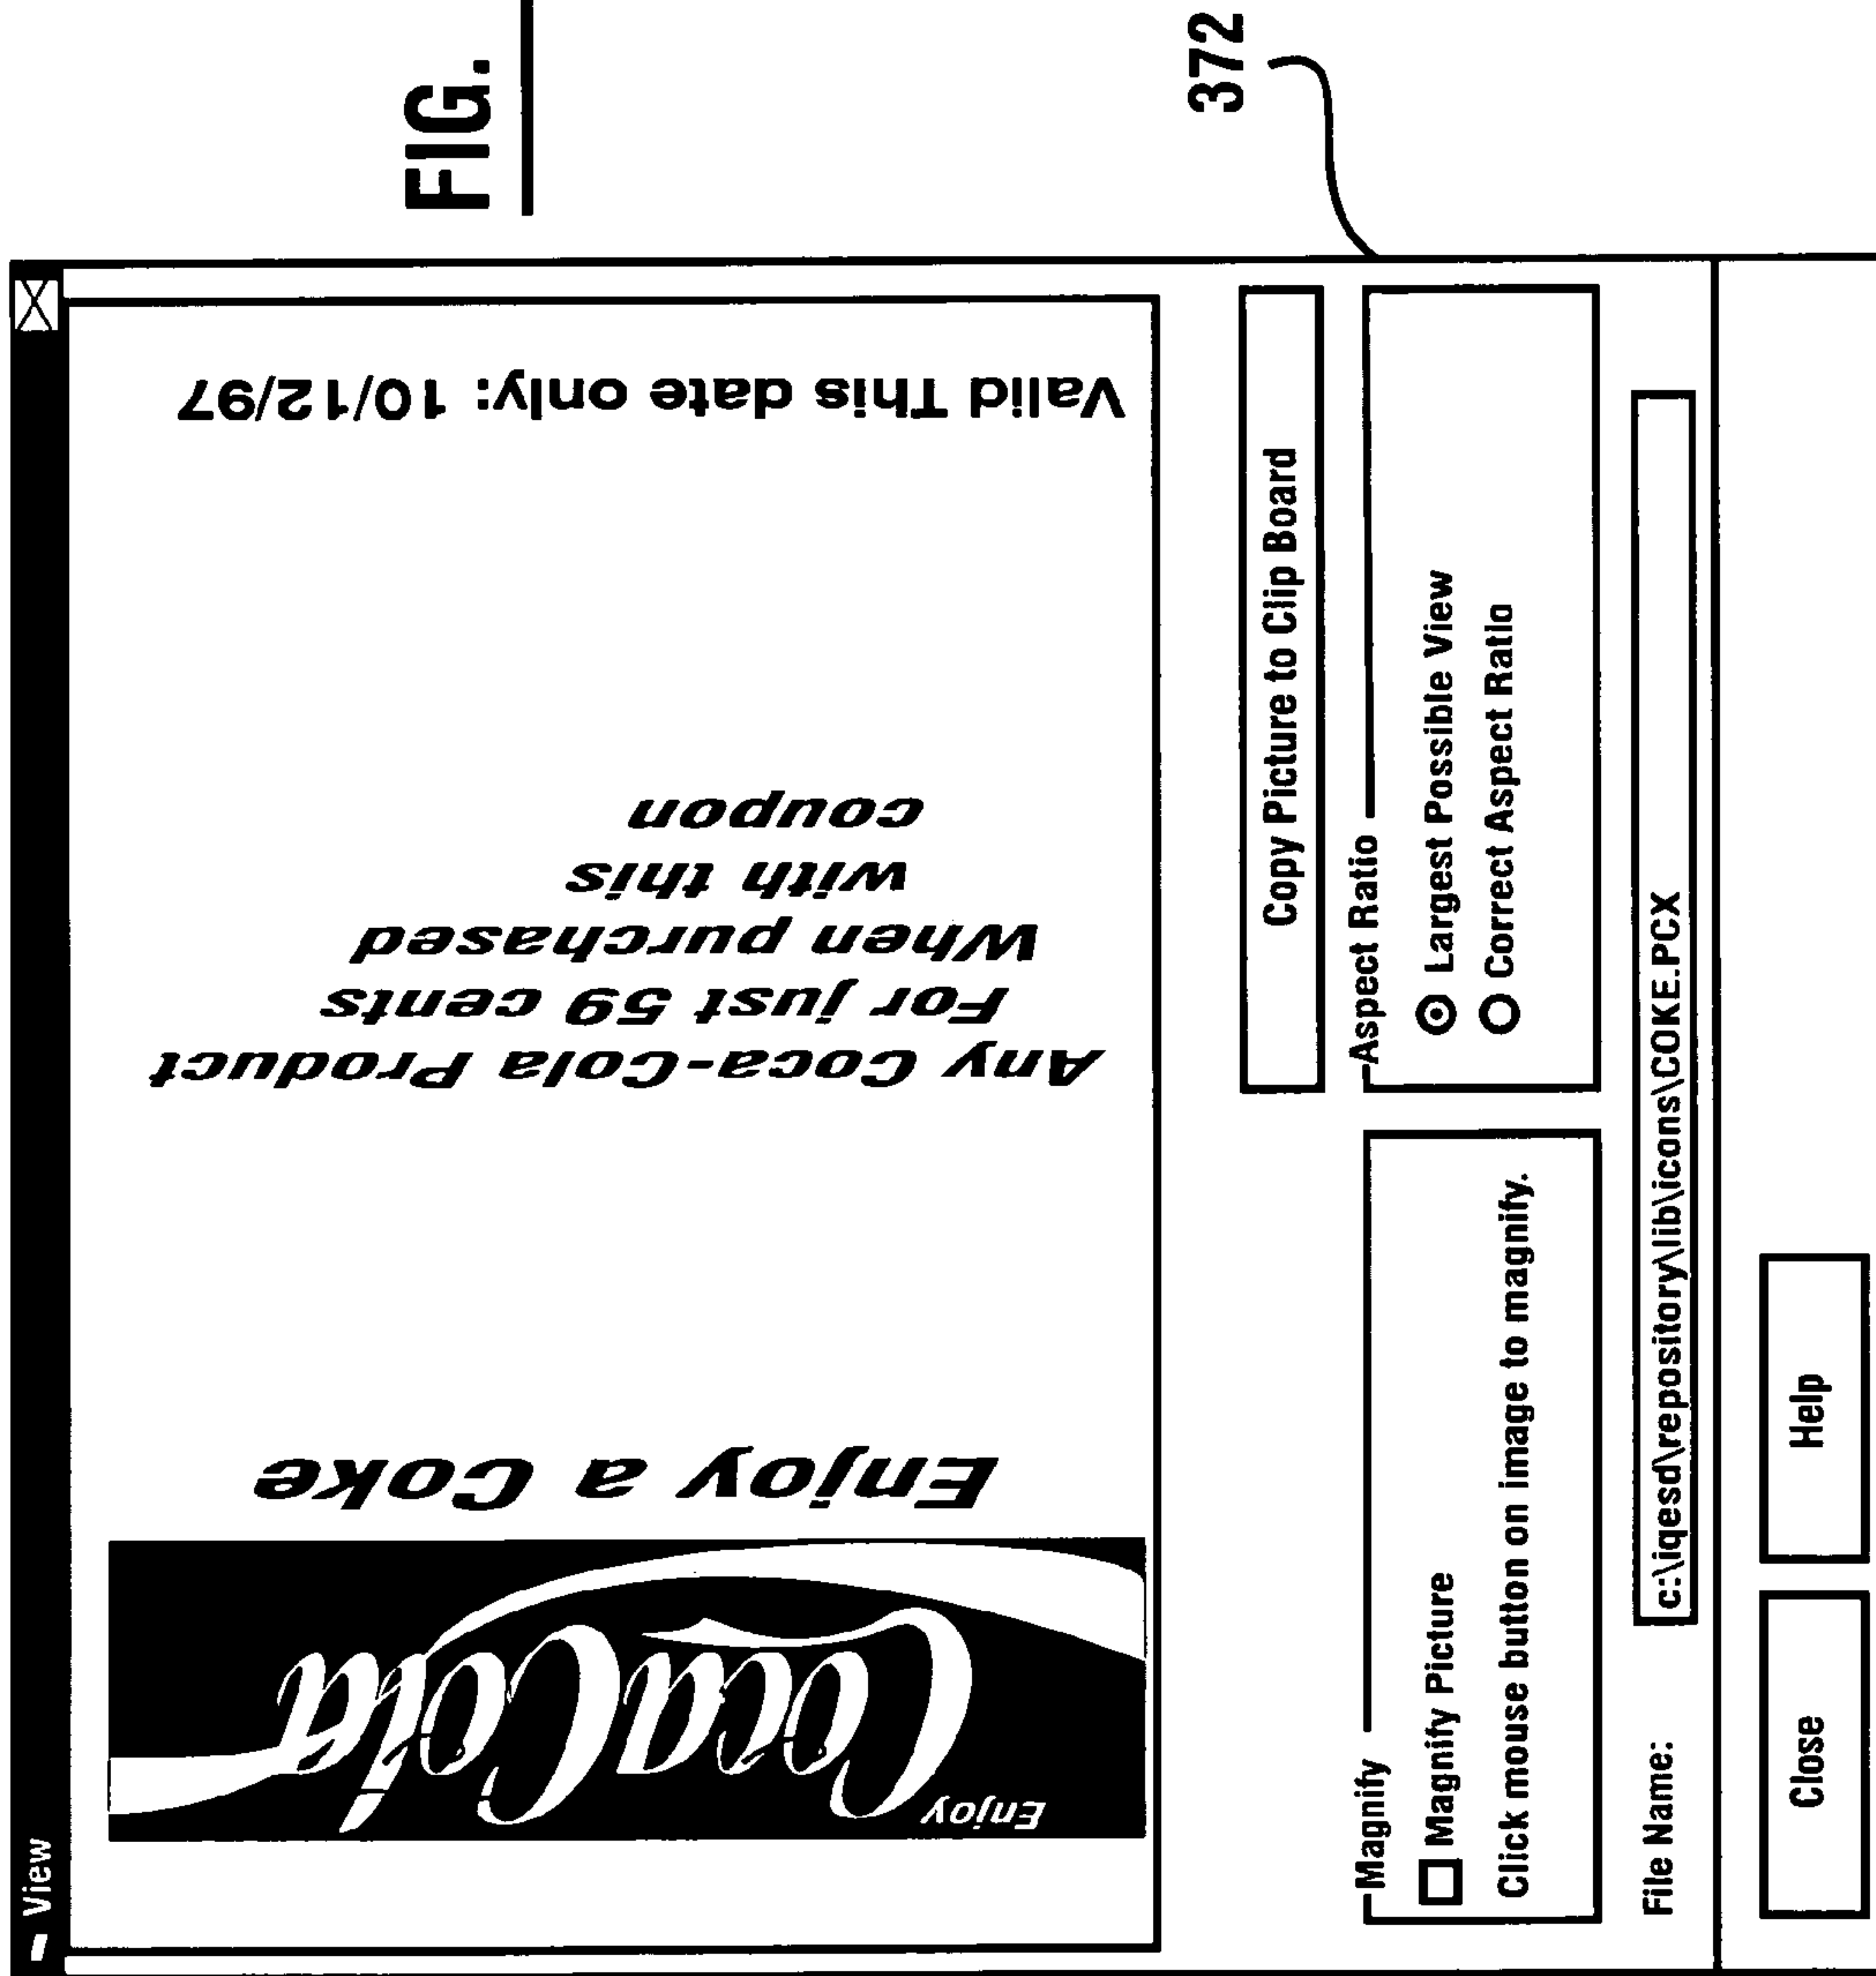 FIG.
372
View
Enjoy
Coca-Cola
Enjoy a Coke
Any Coca-Cola Product
For just 59 cents
When purchased
with this
coupon
Valid This date only: 10/12/97
Copy Picture to Clip Board
Magnify
Magnify Picture
Click mouse button on image to magnify.
Aspect Ratio
Largest Possible View
Correct Aspect Ratio
File Name:
c:\iqesd\repository\lib\icons\COKE.PCX
Close
Help